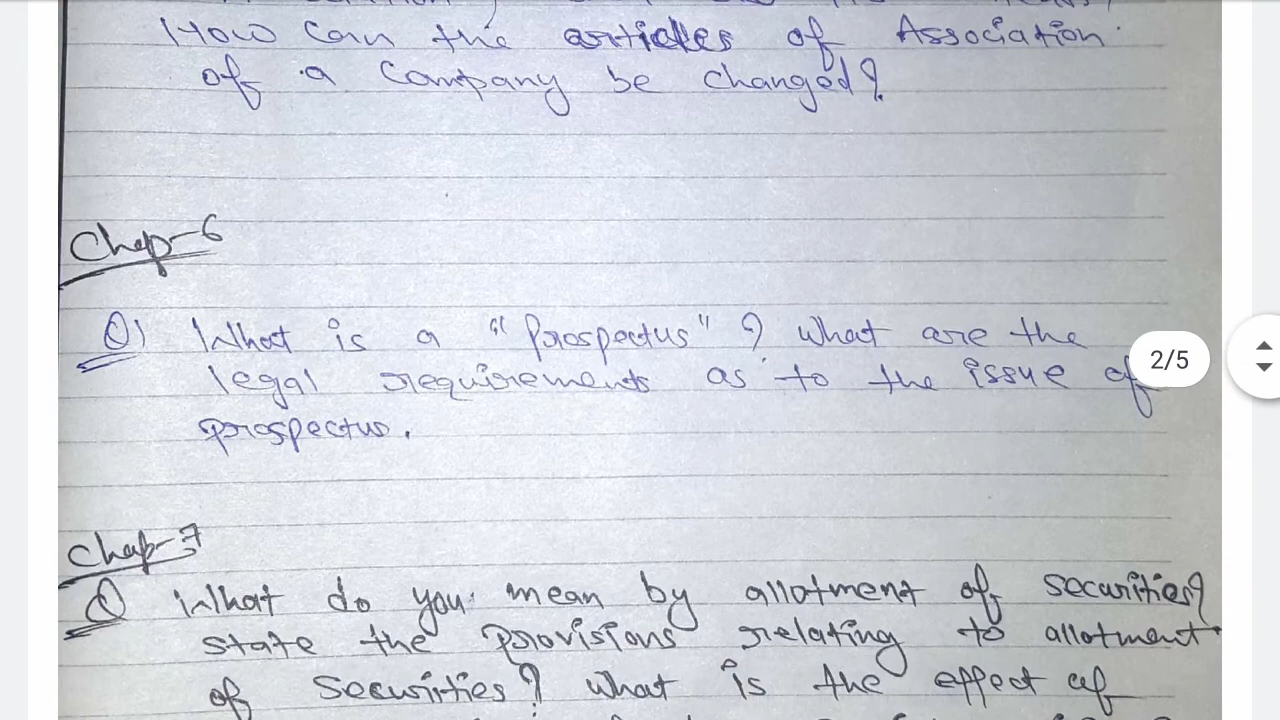 How can the articles of Association
of a Company be changed?
Chap-6
Q1 What is a "Prospectus"? What are the
legal requirements as to the issue of
prospectus.
2/5
Chap-7
Q What do you mean by allotment of securities?
state the provisions relating to allotment
of Securities? What is the effect of